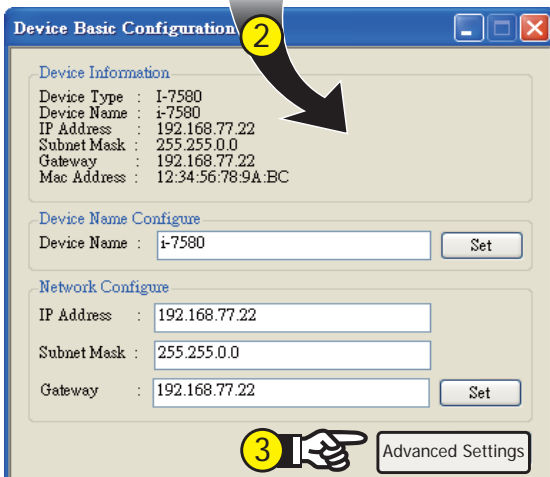 Device Basic Configuration
2
Device Information
Device Type : I-7580
Device Name : i-7580
IP Address : 192.168.77.22
Subnet Mask : 255.255.0.0
Gateway : 192.168.77.22
Mac Address : 12:34:56:78:9A:BC
Device Name Configure
Device Name : i-7580 Set
Network Configure
IP Address : 192.168.77.22
Subnet Mask : 255.255.0.0
Gateway : 192.168.77.22 Set
3 Advanced Settings